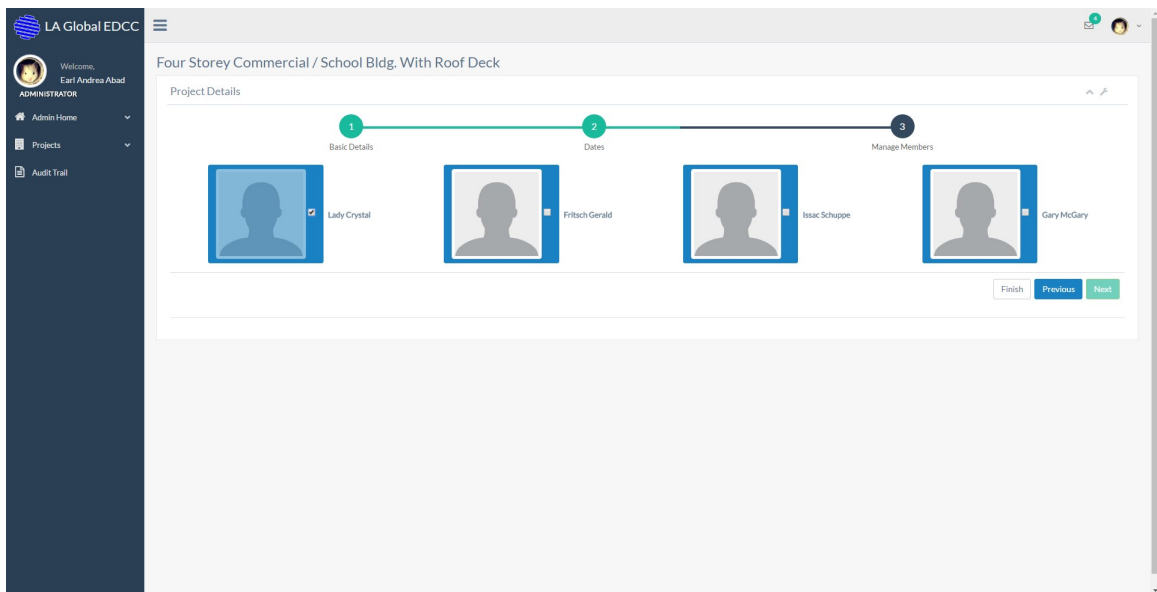 LA Global EDCC
4
Welcome,
Earl Andrea Abad
ADMINISTRATOR
Admin Home
Projects
Audit Trail
Four Storey Commercial / School Bldg. With Roof Deck
Project Details
1
2
3
Basic Details
Dates
Manage Members
Lady Crystal
Fritsch Gerald
Issac Schuppe
Gary McGary
Finish
Previous
Next